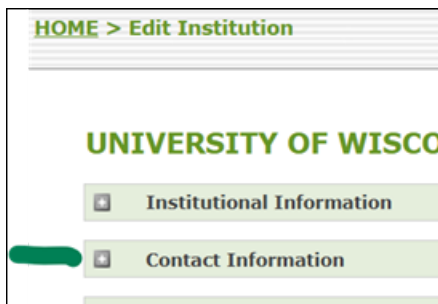 HOME > Edit Institution
UNIVERSITY OF WISCO
Institutional Information
Contact Information